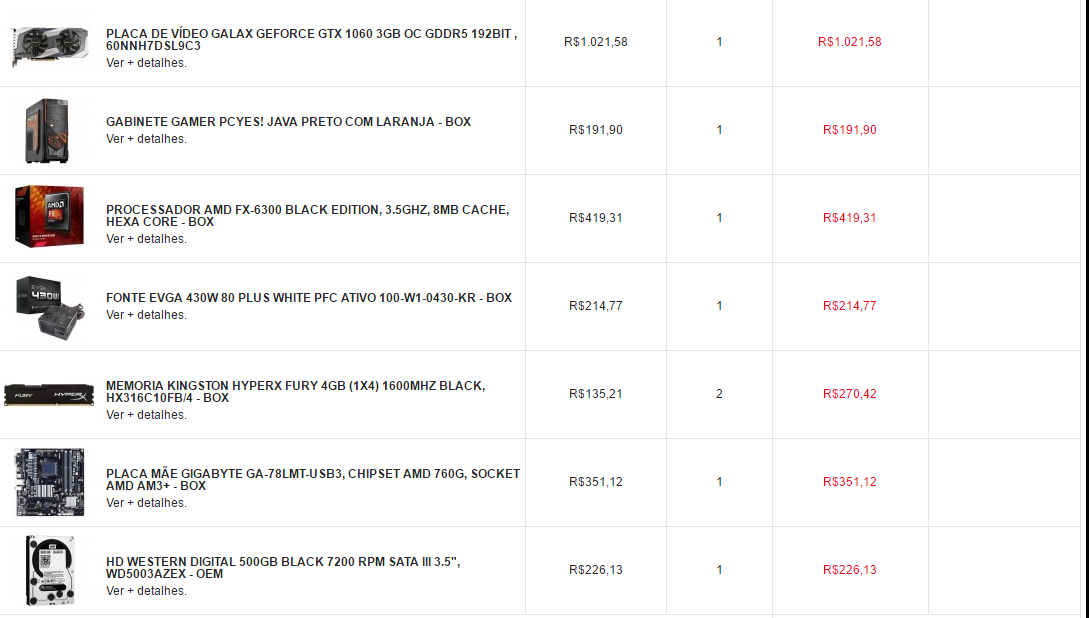 PLACA DE VÍDEO GALAX GEFORCE GTX 1060 3GB OC GDDR5 192BIT ,
60NNH7DSL9C3
Ver + detalhes.
R$1.021,58
1
R$1.021,58
GABINETE GAMER PCYES! JAVA PRETO COM LARANJA - BOX
Ver + detalhes.
R$191,90
1
R$191,90
AMD
FX
PROCESSADOR AMD FX-6300 BLACK EDITION, 3.5GHZ, 8MB CACHE,
HEXA CORE - BOX
Ver + detalhes.
R$419,31
1
R$419,31
EVGA
430W
FONTE EVGA 430W 80 PLUS WHITE PFC ATIVO 100-W1-0430-KR - BOX
Ver + detalhes.
R$214,77
1
R$214,77
FURY
HYPERX
MEMORIA KINGSTON HYPERX FURY 4GB (1X4) 1600MHZ BLACK,
HX316C10FB/4 - BOX
Ver + detalhes.
R$135,21
2
R$270,42
PLACA MÃE GIGABYTE GA-78LMT-USB3, CHIPSET AMD 760G, SOCKET
AMD AM3+ - BOX
Ver + detalhes.
R$351,12
1
R$351,12
HD WESTERN DIGITAL 500GB BLACK 7200 RPM SATA III 3.5",
WD5003AZEX - OEM
Ver + detalhes.
R$226,13
1
R$226,13